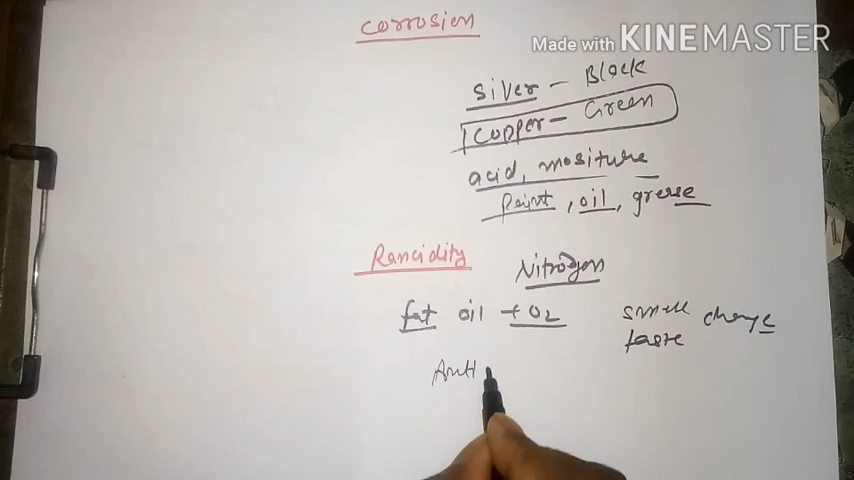 Corrosion
Made with KINEMASTER
Silver - Black
Copper - Green
acid, mositure
Paint, oil, grerse
Rancidity
Nitrogen
fat oil + O2
smell change
taste
Anti